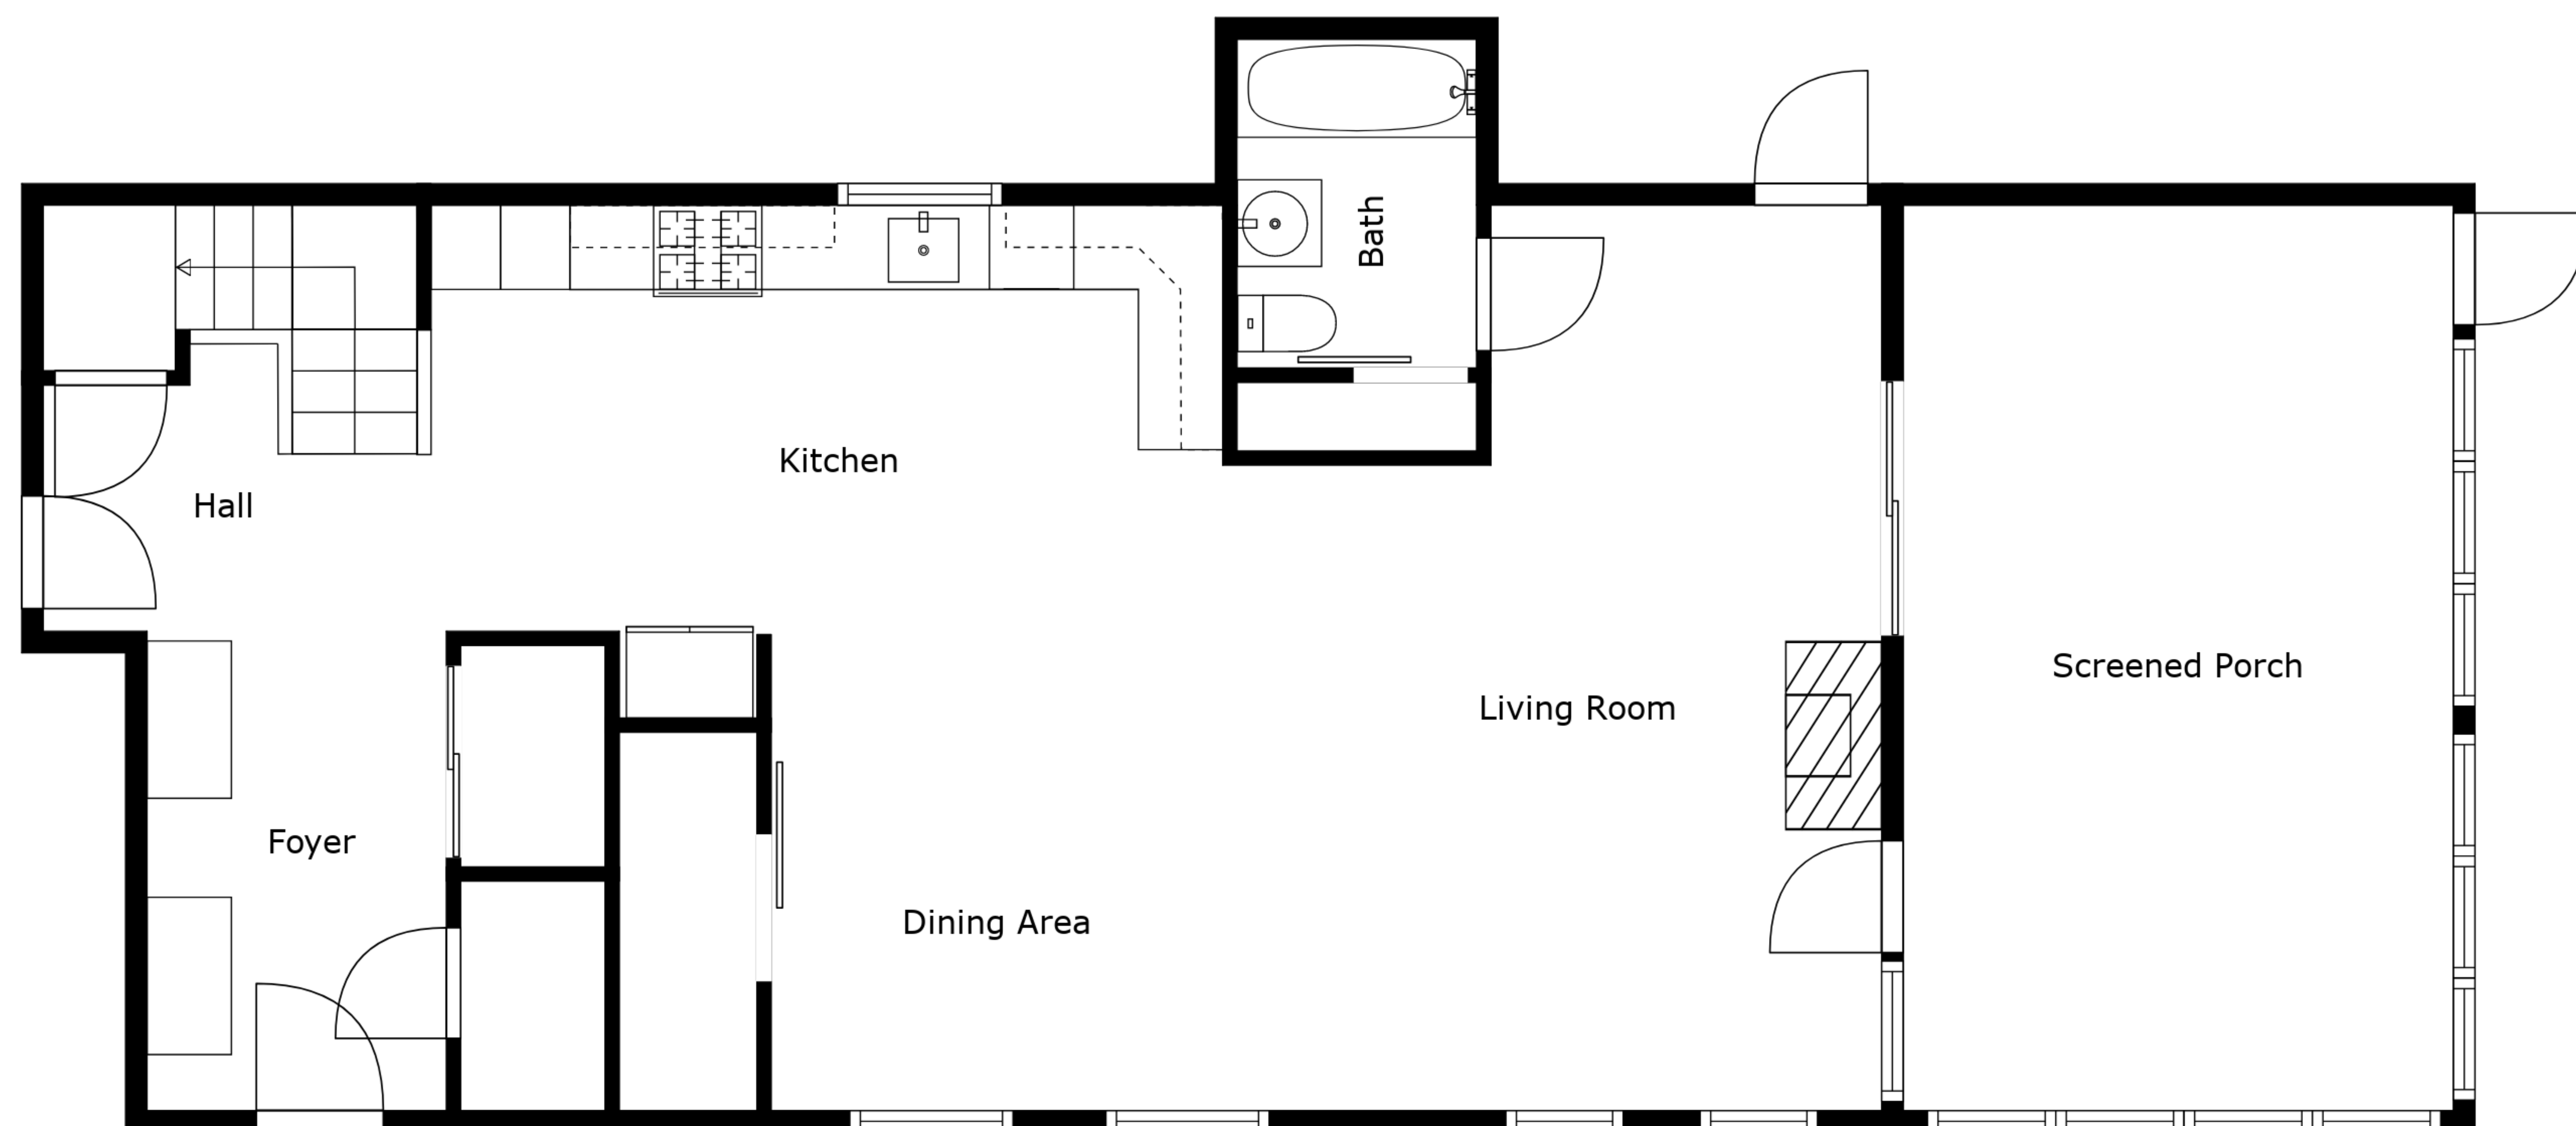 Bath
Kitchen
Hall
Screened Porch
Living Room
Foyer
Dining Area